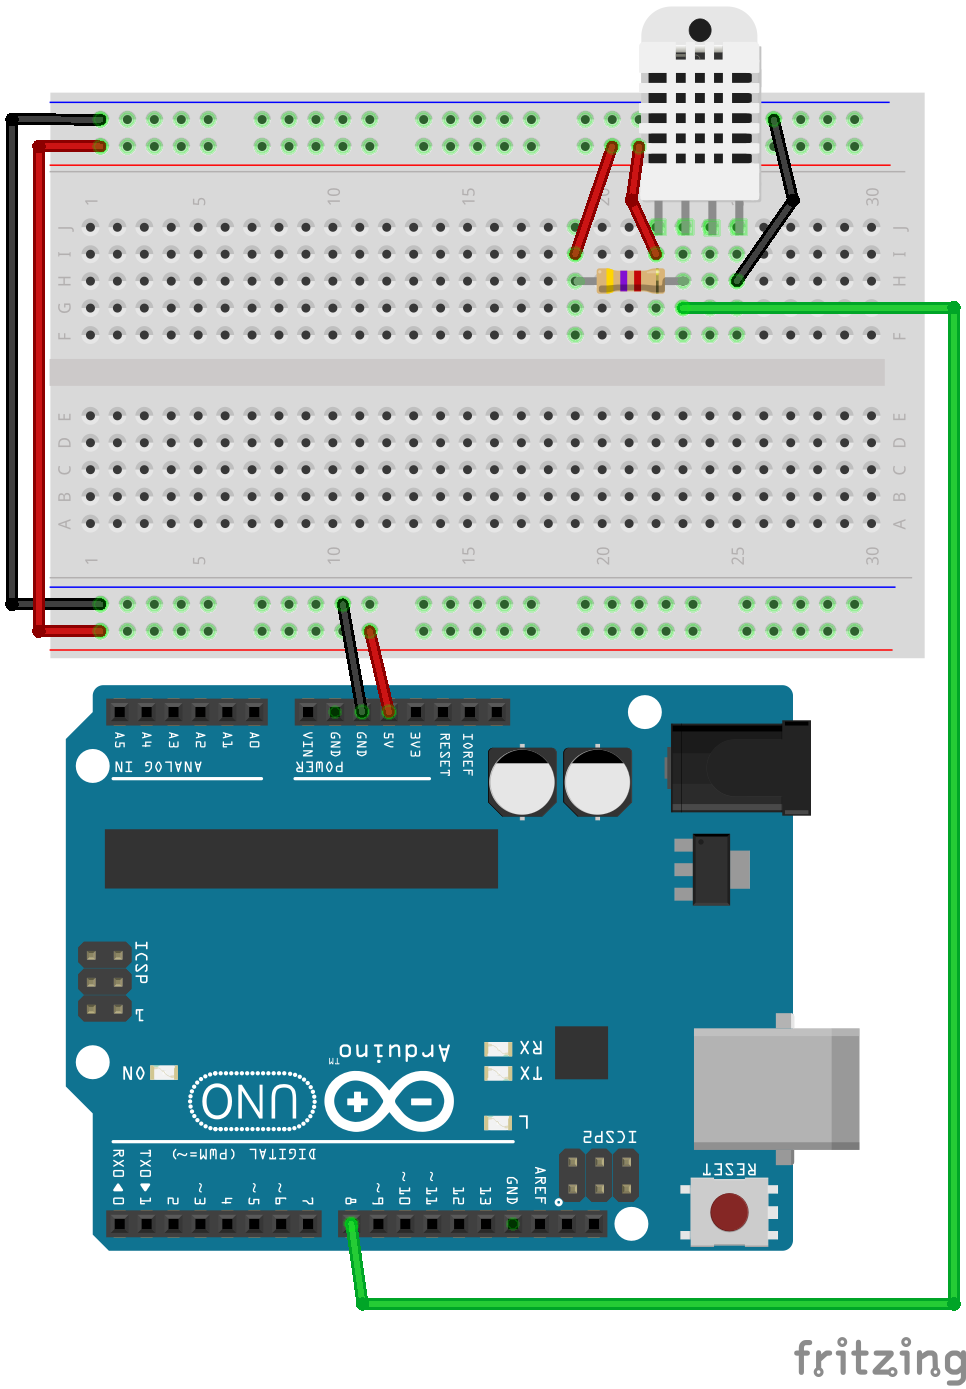 1 5 10 15 20 25 30
J J
I I
H H
G G
F F
E E
D D
C C
B B
A A
1 5 10 15 20 25 30
A5 A4 A3 A2 A1 A0 VIN GND GND 5V 3V3 RESET IOREF
ANALOG IN POWER
ICSP
1
Arduino™
RX
TX
ON
UNO
L
ICSP2
DIGITAL (PWM=~)
RESET
RX0◄0 TX0►1 2 ~3 4 ~5 ~6 7 8 ~9 ~10 ~11 12 13 GND AREF
fritzing